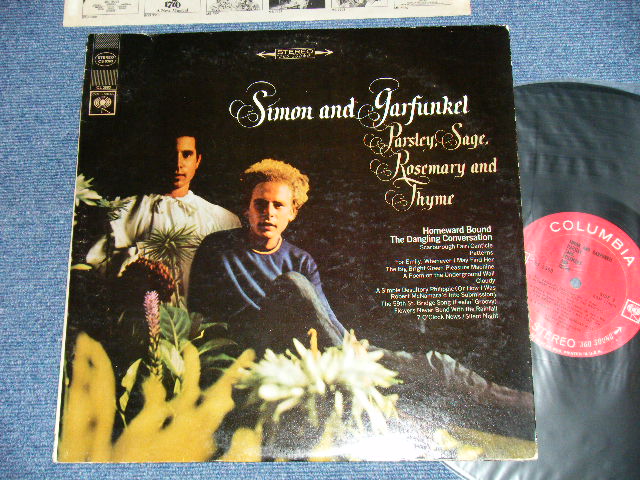 1776
A New Musical
STEREO
Simon and Garfunkel
Parsley, Sage,
Rosemary and
Thyme
Homeward Bound
The Dangling Conversation
Scarborough Fair/Canticle
Patterns
For Emily, Whenever I May Find Her
The Big Bright Green Pleasure Machine
A Poem on the Underground Wall
Cloudy
A Simple Desultory Philippic (Or How I Was
Robert McNamara'd Into Submission)
The 59th St. Bridge Song (Feelin' Groovy)
Flowers Never Bend With the Rainfall
7 O'Clock News / Silent Night
COLUMBIA
STEREO "360 SOUND"